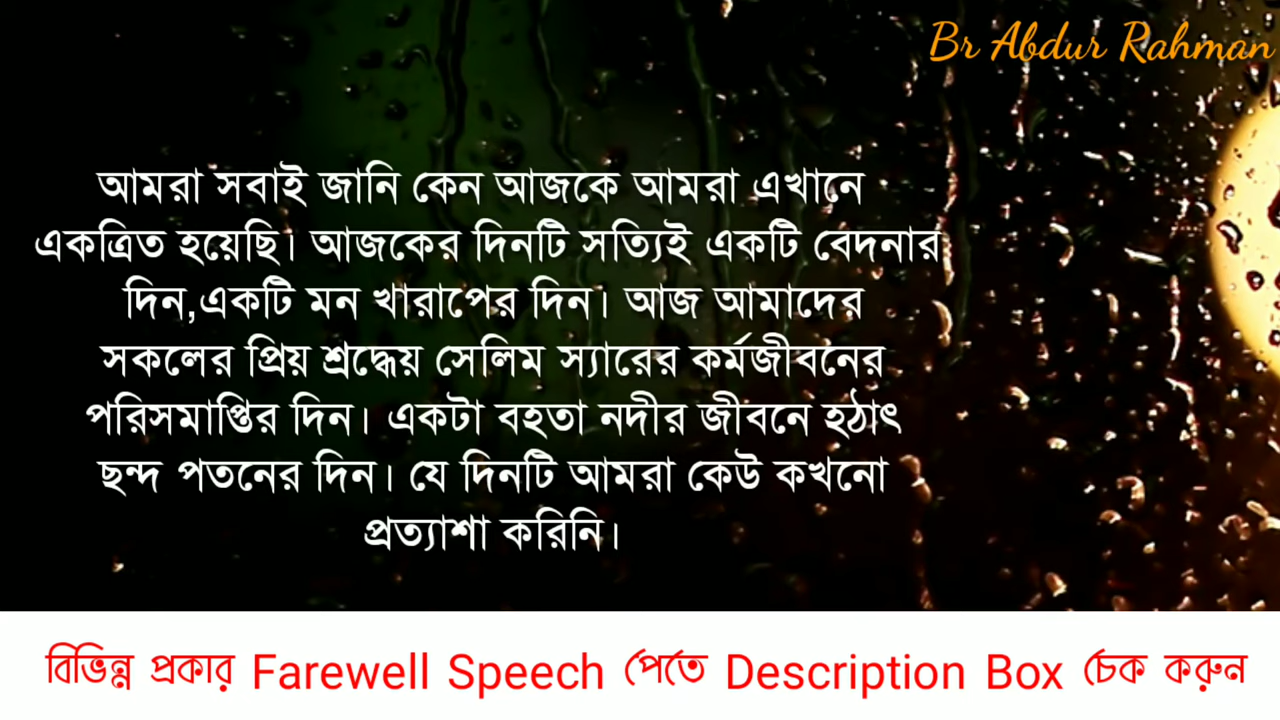 Br Abdur Rahman
আমরা সবাই জানি কেন আজকে আমরা এখানে
একত্রিত হয়েছি। আজকের দিনটি সত্যিই একটি বেদনার
দিন,একটি মন খারাপের দিন। আজ আমাদের
সকলের প্রিয় শ্রদ্ধেয় সেলিম স্যারের কর্মজীবনের
পরিসমাপ্তির দিন। একটা বহতা নদীর জীবনে হঠাৎ
ছন্দ পতনের দিন। যে দিনটি আমরা কেউ কখনো
প্রত্যাশা করিনি।
বিভিন্ন প্রকার Farewell Speech পেতে Description Box চেক করুন